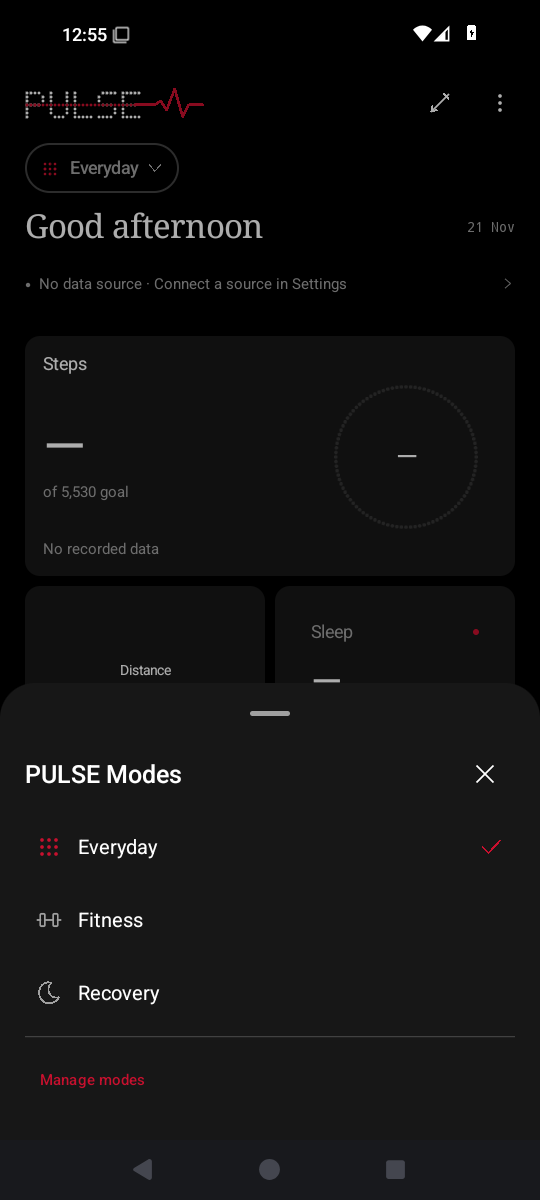 12:55
PULSE
Everyday
Good afternoon
21 Nov
• No data source · Connect a source in Settings
Steps
—
—
of 5,530 goal
No recorded data
Distance
Sleep
—
PULSE Modes
Everyday
Fitness
Recovery
Manage modes